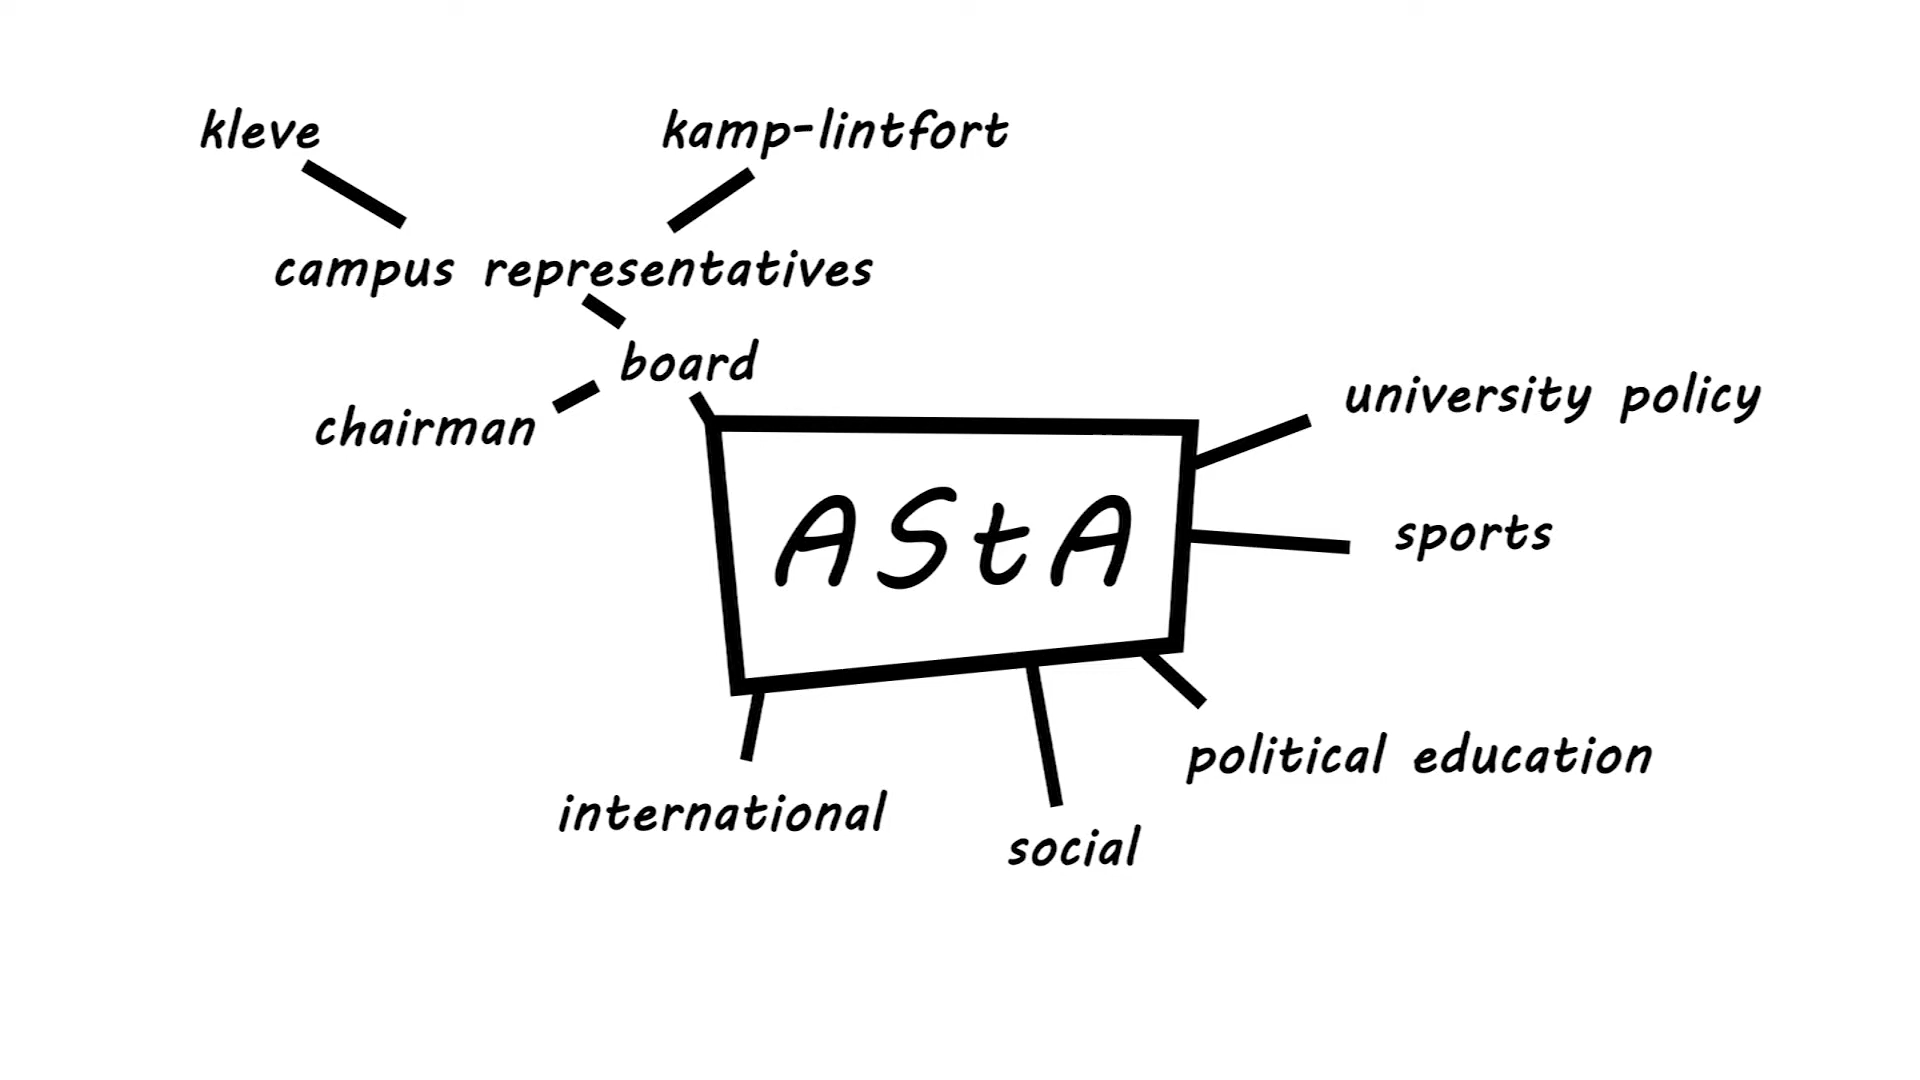 kleve
kamp-lintfort
campus representatives
board
chairman
university policy
sports
AStA
political education
international
social